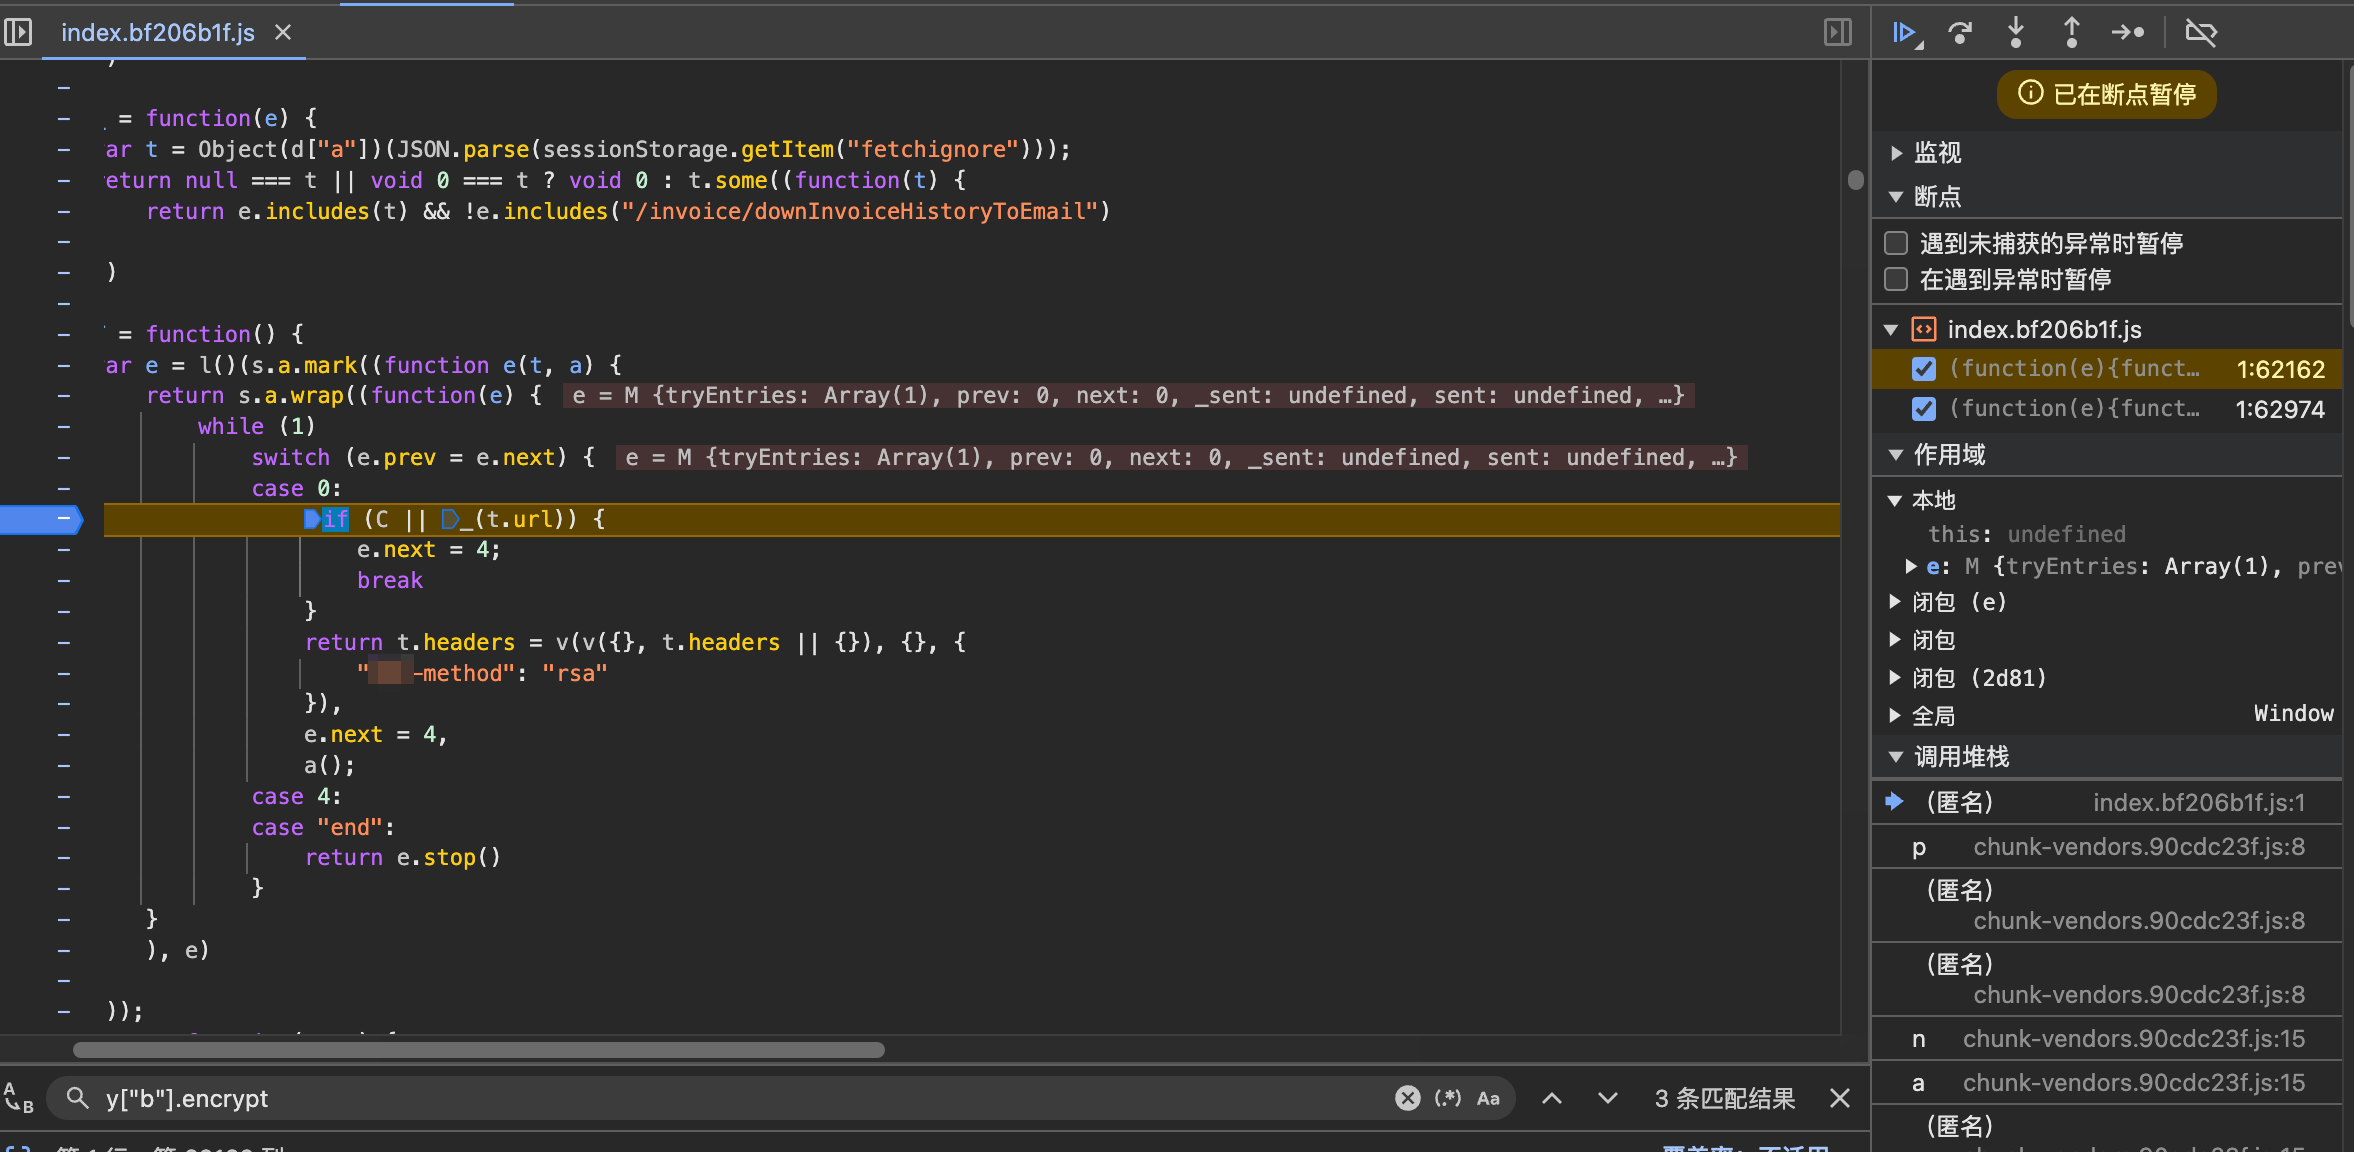 index.bf206b1f.js
= function(e) {
ar t = Object(d["a"])(JSON.parse(sessionStorage.getItem("fetchignore")));
eturn null === t || void 0 === t ? void 0 : t.some((function(t) {
return e.includes(t) && !e.includes("/invoice/downInvoiceHistoryToEmail")
)
= function() {
ar e = l()(s.a.mark((function e(t, a) {
return s.a.wrap((function(e) { e = M {tryEntries: Array(1), prev: 0, next: 0, _sent: undefined, sent: undefined, …}
while (1)
switch (e.prev = e.next) { e = M {tryEntries: Array(1), prev: 0, next: 0, _sent: undefined, sent: undefined, …}
case 0:
if (C || _(t.url)) {
e.next = 4;
break
}
return t.headers = v(v({}, t.headers || {}), {}, {
"-method": "rsa"
}),
e.next = 4,
a();
case 4:
case "end":
return e.stop()
}
}
), e)
));
y["b"].encrypt
(.*)
Aa
3 条匹配结果
已在断点暂停
监视
断点
遇到未捕获的异常时暂停
在遇到异常时暂停
index.bf206b1f.js
(function(e){funct… 1:62162
(function(e){funct… 1:62974
作用域
本地
this: undefined
e: M {tryEntries: Array(1), prev
闭包 (e)
闭包
闭包 (2d81)
全局 Window
调用堆栈
(匿名) index.bf206b1f.js:1
p chunk-vendors.90cdc23f.js:8
(匿名)
chunk-vendors.90cdc23f.js:8
(匿名)
chunk-vendors.90cdc23f.js:8
n chunk-vendors.90cdc23f.js:15
a chunk-vendors.90cdc23f.js:15
(匿名)